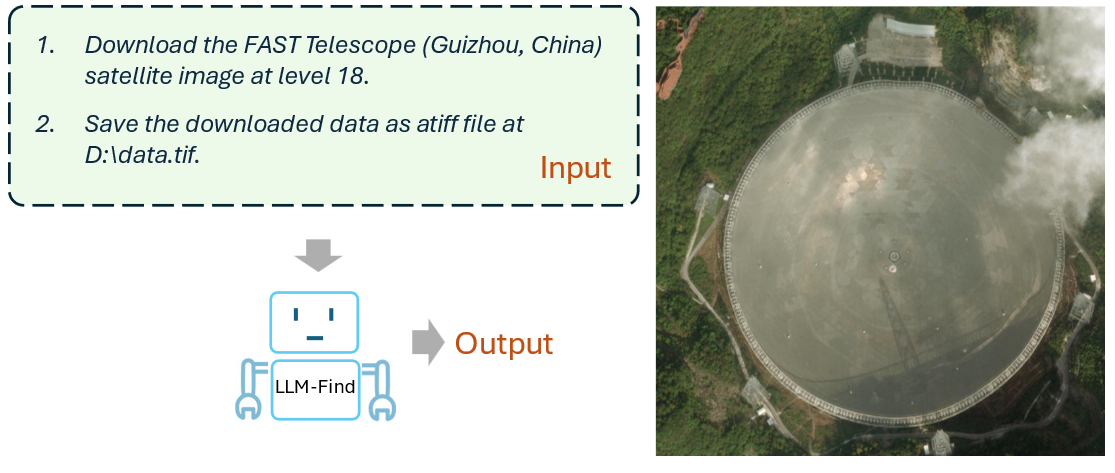 1. Download the FAST Telescope (Guizhou, China)
satellite image at level 18.
2. Save the downloaded data as atiff file at
D:\data.tif.
Input
Output
LLM-Find